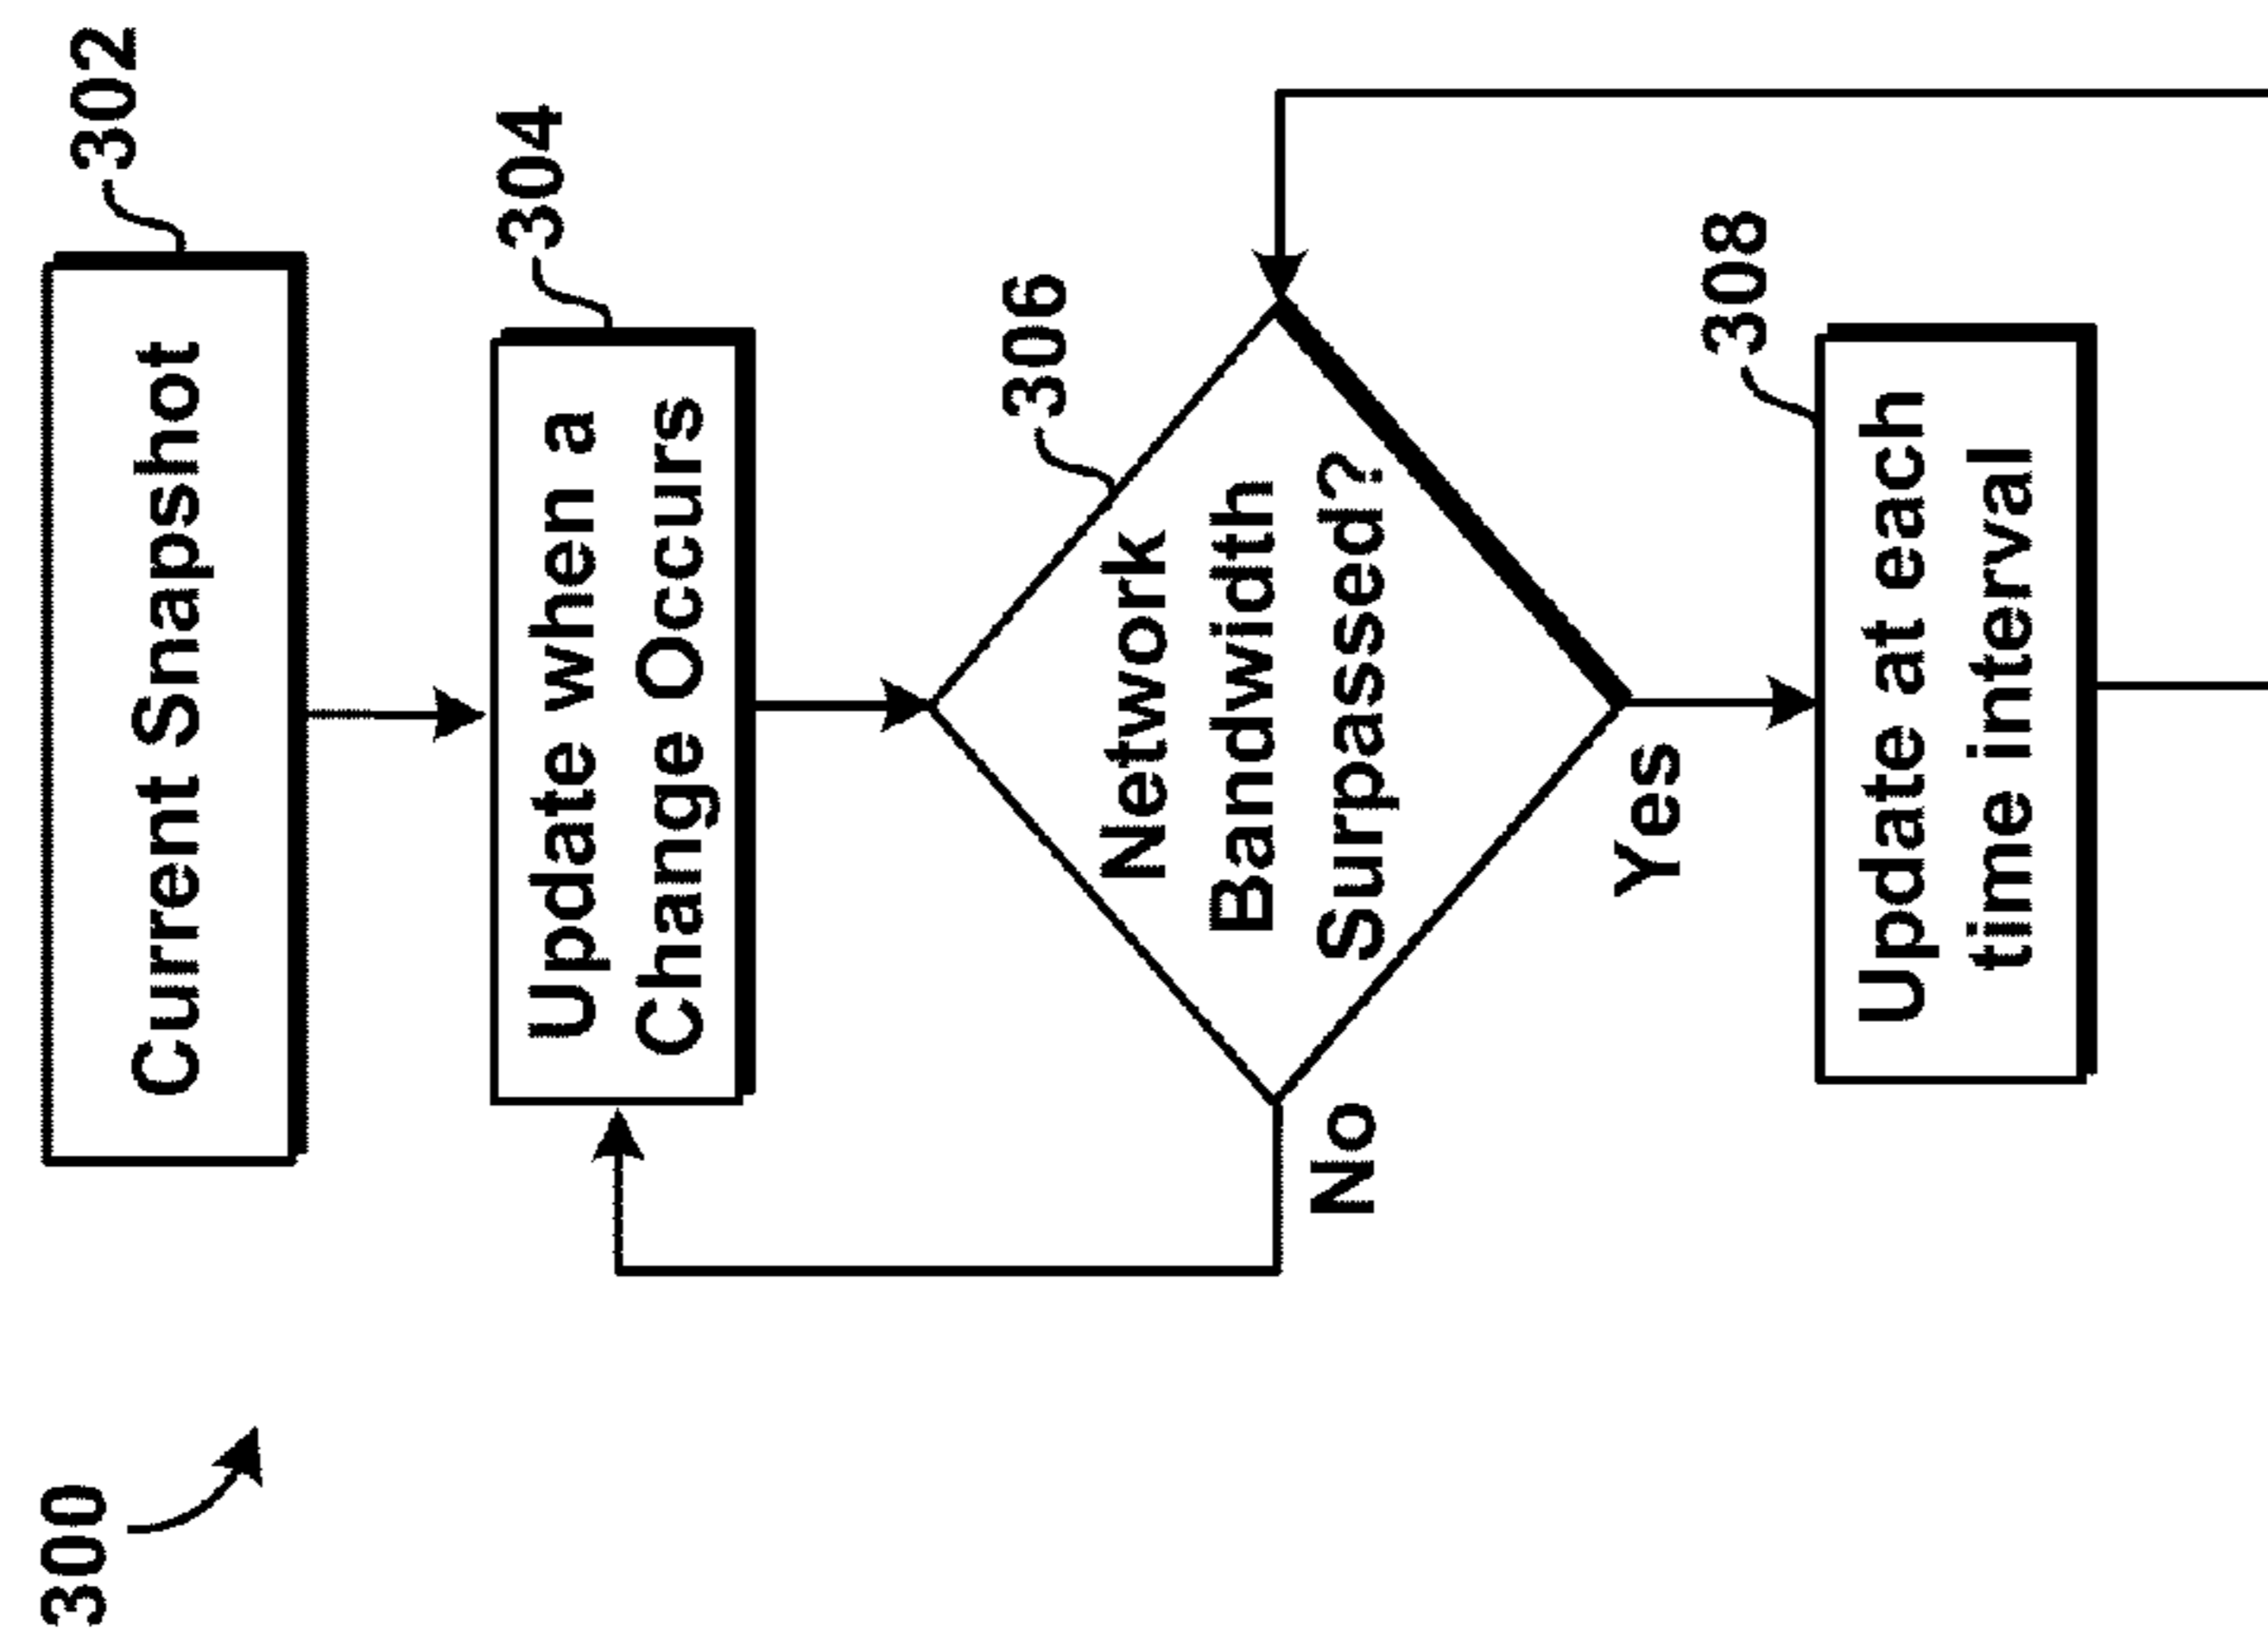 300
302
Current Snapshot
304
Update when a
Change Occurs
306
Network
Bandwidth
Surpassed?
No
Yes
308
Update at each
time interval